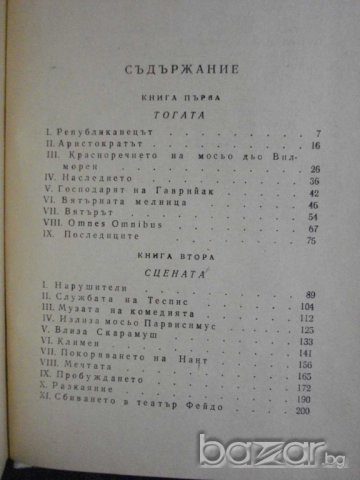 СЪДЪРЖАНИЕ
КНИГА ПЪРВА
ТОГАТА
I. Републиканецът . . . . . . . 7
II. Аристократът . . . . . . . 16
III. Красноречието на мосьо дьо Вил-
морен . . . . . . . 26
IV. Наследието . . . . . . . 36
V. Господарят на Гаврийак . . . . 42
VI. Вятърната мелница . . . . . 46
VII. Вятърът . . . . . . . 54
VIII. Omnes Omnibus . . . . . . 67
IX. Последиците . . . . . . . 75
КНИГА ВТОРА
СЦЕНАТА
I. Нарушители . . . . . . . 89
II. Службата на Теспис . . . . . 104
III. Музата на комедията . . . . . 112
IV. Излиза мосьо Парвисимус . . . . 125
V. Влиза Скарамуш . . . . . . 133
VI. Климен . . . . . . . 141
VII. Покоряването на Нант . . . . 156
VIII. Мечтата . . . . . . . 165
IX. Пробуждането . . . . . . 172
X. Разкаяние . . . . . . . 190
XI. Сбиването в театър Фейдо . . . . 200
bazar.bg